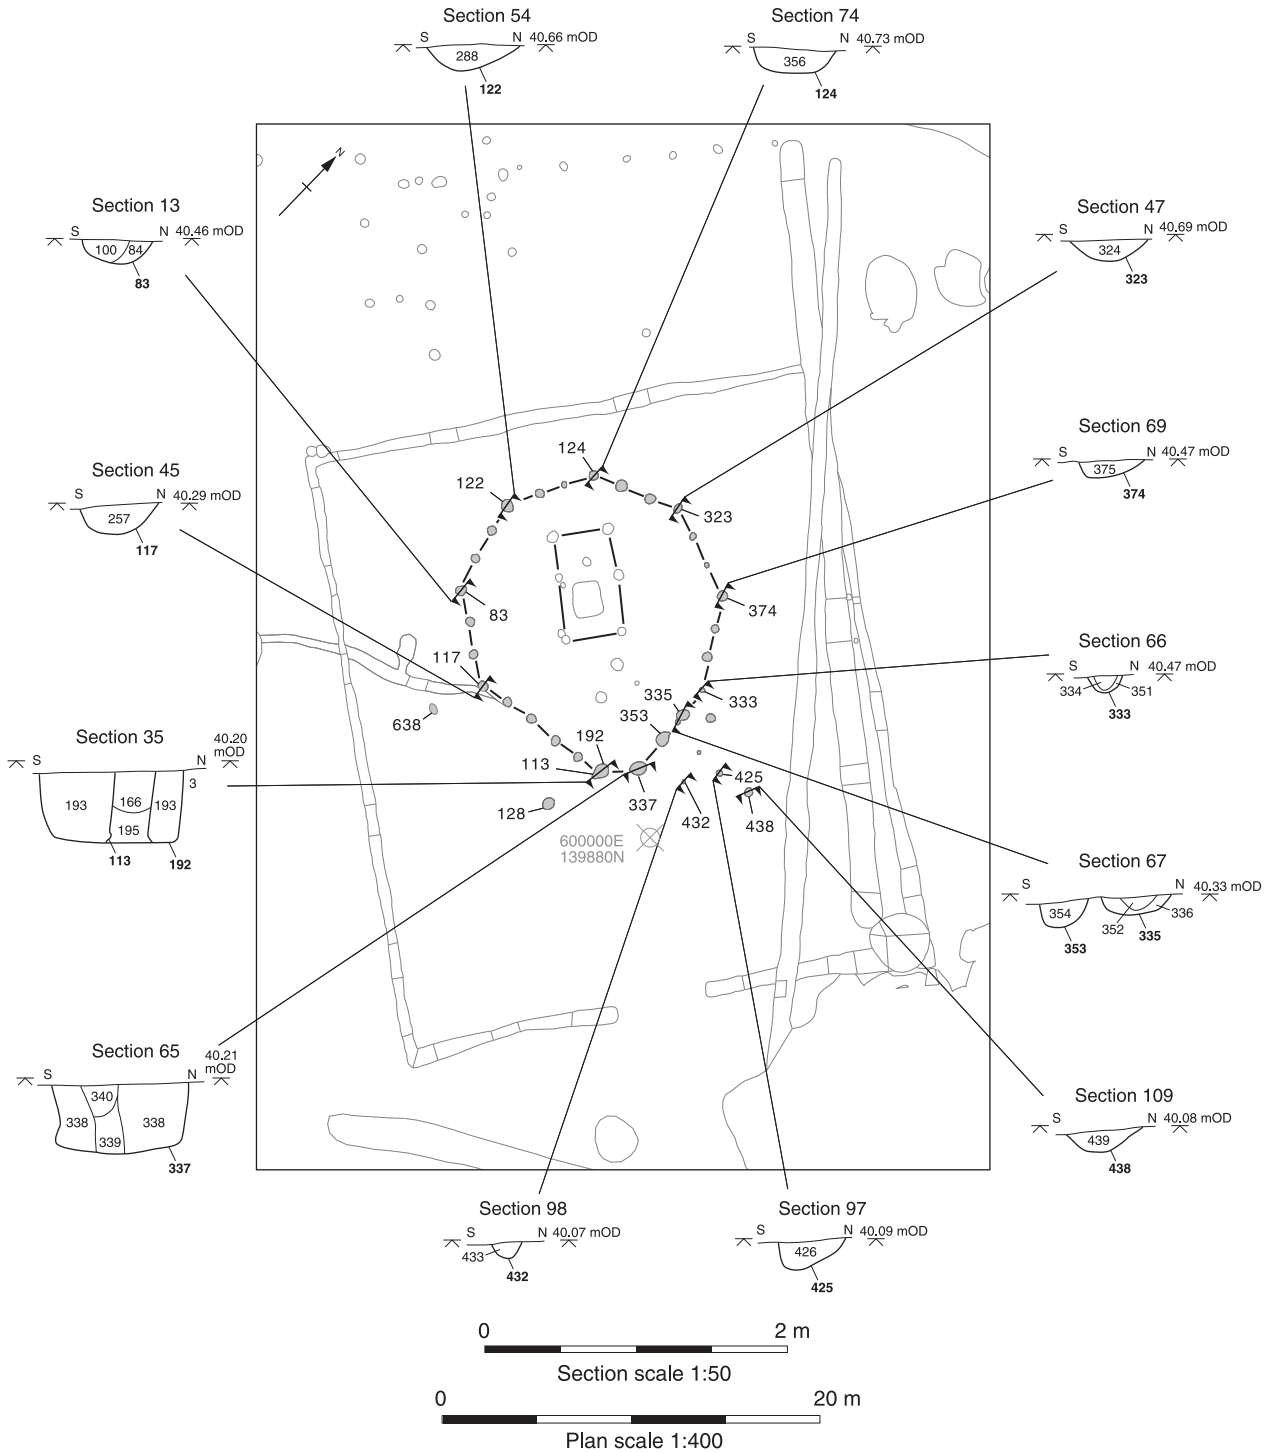 Section 54
S N 40.66 mOD
288
122
Section 74
S N 40.73 mOD
356
124
Section 13
S N 40.46 mOD
100 84
83
N
Section 47
S N 40.69 mOD
324
323
Section 45
S N 40.29 mOD
257
117
Section 69
S N 40.47 mOD
375
374
124
122
323
83
374
117
638
335
333
353
192
113
337
425
432
438
128
600000E
139880N
Section 66
S N 40.47 mOD
334 351
333
Section 35
S N 40.20
mOD
3
193 166 193
195
113 192
Section 67
S N 40.33 mOD
354 352 336
353 335
Section 65
S N 40.21
mOD
340
338 338
339
337
Section 109
S N 40.08 mOD
439
438
Section 98
S N 40.07 mOD
433
432
Section 97
S N 40.09 mOD
426
425
0 2 m
Section scale 1:50
0 20 m
Plan scale 1:400